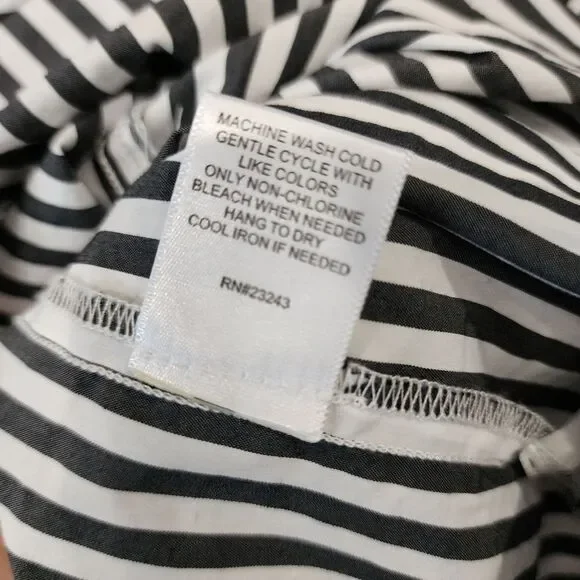 MACHINE WASH COLD
GENTLE CYCLE WITH
LIKE COLORS
ONLY NON-CHLORINE
BLEACH WHEN NEEDED
HANG TO DRY
COOL IRON IF NEEDED
RN#23243